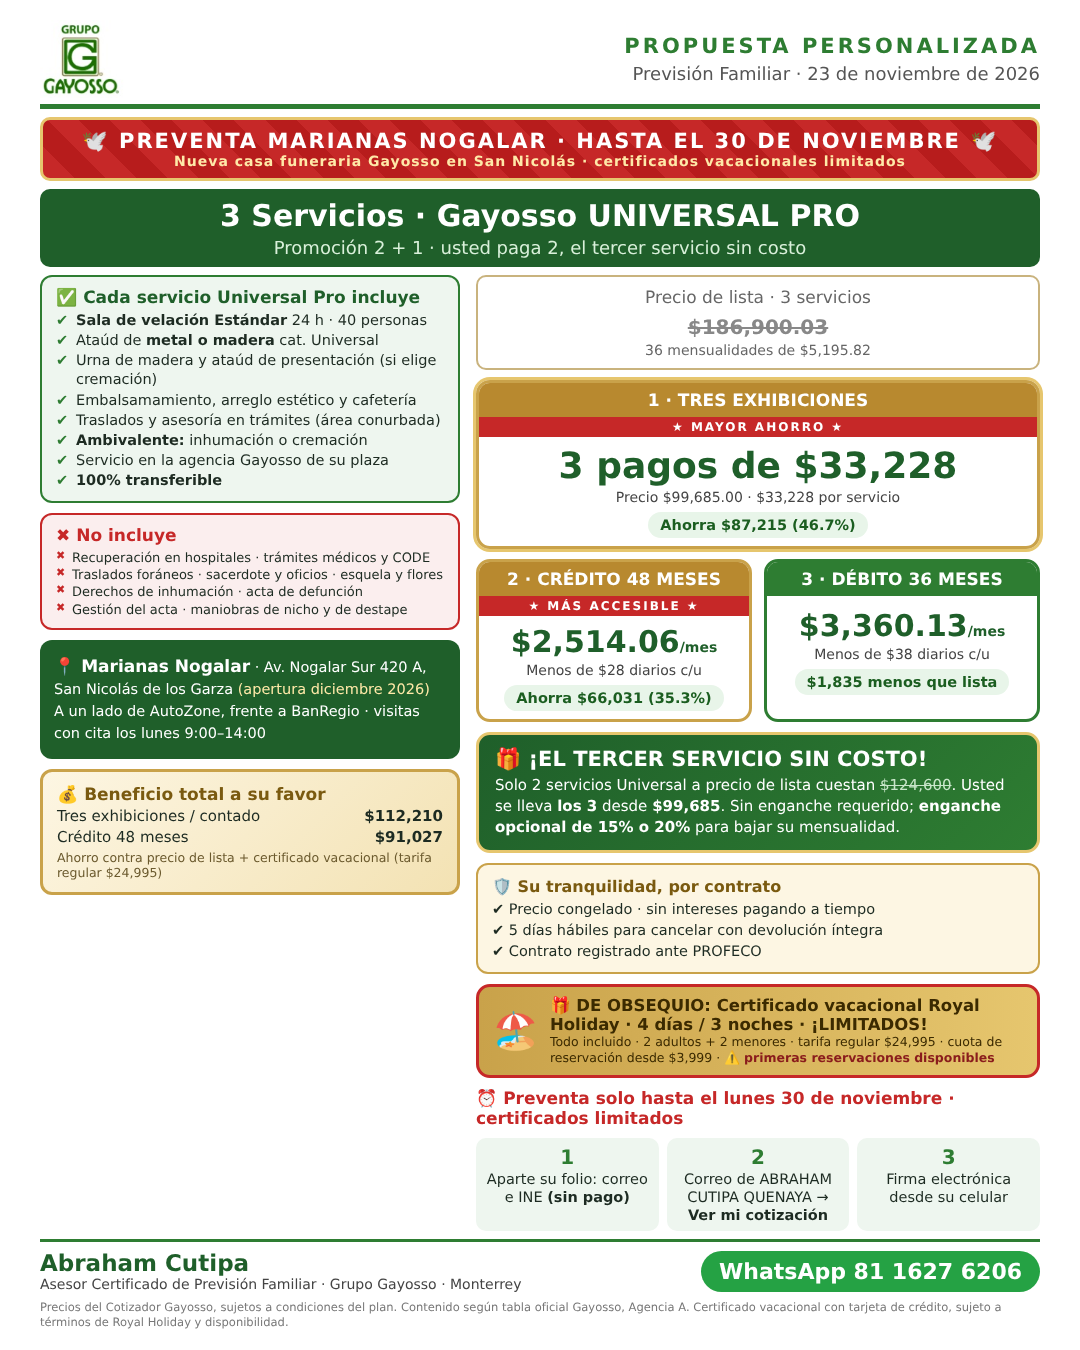 GRUPO
GAYOSSO
PROPUESTA PERSONALIZADA
Previsión Familiar · 23 de noviembre de 2026
🕊️ PREVENTA MARIANAS NOGALAR · HASTA EL 30 DE NOVIEMBRE 🕊️
Nueva casa funeraria Gayosso en San Nicolás · certificados vacacionales limitados
3 Servicios · Gayosso UNIVERSAL PRO
Promoción 2 + 1 · usted paga 2, el tercer servicio sin costo
✅ Cada servicio Universal Pro incluye
✔ Sala de velación Estándar 24 h · 40 personas
✔ Ataúd de metal o madera cat. Universal
✔ Urna de madera y ataúd de presentación (si elige
cremación)
✔ Embalsamamiento, arreglo estético y cafetería
✔ Traslados y asesoría en trámites (área conurbada)
✔ Ambivalente: inhumación o cremación
✔ Servicio en la agencia Gayosso de su plaza
✔ 100% transferible
✖ No incluye
✖ Recuperación en hospitales · trámites médicos y CODE
✖ Traslados foráneos · sacerdote y oficios · esquela y flores
✖ Derechos de inhumación · acta de defunción
✖ Gestión del acta · maniobras de nicho y de destape
📍 Marianas Nogalar · Av. Nogalar Sur 420 A,
San Nicolás de los Garza (apertura diciembre 2026)
A un lado de AutoZone, frente a BanRegio · visitas
con cita los lunes 9:00–14:00
💰 Beneficio total a su favor
Tres exhibiciones / contado $112,210
Crédito 48 meses $91,027
Ahorro contra precio de lista + certificado vacacional (tarifa
regular $24,995)
Precio de lista · 3 servicios
$186,900.03
36 mensualidades de $5,195.82
1 · TRES EXHIBICIONES
★ MAYOR AHORRO ★
3 pagos de $33,228
Precio $99,685.00 · $33,228 por servicio
Ahorra $87,215 (46.7%)
2 · CRÉDITO 48 MESES
★ MÁS ACCESIBLE ★
$2,514.06/mes
Menos de $28 diarios c/u
Ahorra $66,031 (35.3%)
3 · DÉBITO 36 MESES
$3,360.13/mes
Menos de $38 diarios c/u
$1,835 menos que lista
🎁 ¡EL TERCER SERVICIO SIN COSTO!
Solo 2 servicios Universal a precio de lista cuestan $124,600. Usted
se lleva los 3 desde $99,685. Sin enganche requerido; enganche
opcional de 15% o 20% para bajar su mensualidad.
🛡️ Su tranquilidad, por contrato
✔ Precio congelado · sin intereses pagando a tiempo
✔ 5 días hábiles para cancelar con devolución íntegra
✔ Contrato registrado ante PROFECO
🎁 DE OBSEQUIO: Certificado vacacional Royal
Holiday · 4 días / 3 noches · ¡LIMITADOS!
Todo incluido · 2 adultos + 2 menores · tarifa regular $24,995 · cuota de
reservación desde $3,999 · ⚠️ primeras reservaciones disponibles
⏰ Preventa solo hasta el lunes 30 de noviembre ·
certificados limitados
1
Aparte su folio: correo
e INE (sin pago)
2
Correo de ABRAHAM
CUTIPA QUENAYA →
Ver mi cotización
3
Firma electrónica
desde su celular
Abraham Cutipa
Asesor Certificado de Previsión Familiar · Grupo Gayosso · Monterrey
WhatsApp 81 1627 6206
Precios del Cotizador Gayosso, sujetos a condiciones del plan. Contenido según tabla oficial Gayosso, Agencia A. Certificado vacacional con tarjeta de crédito, sujeto a
términos de Royal Holiday y disponibilidad.